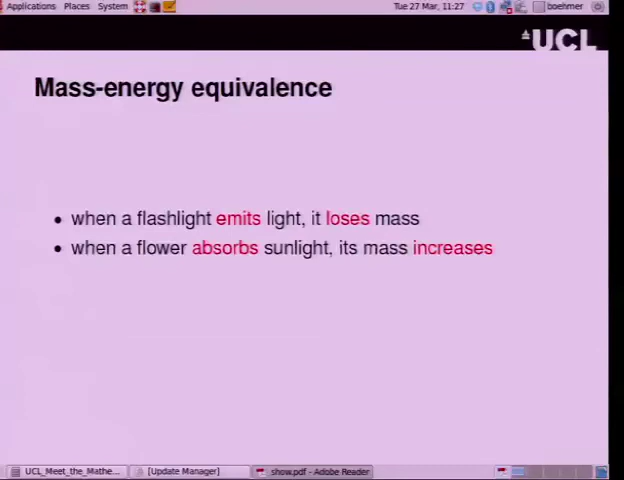 Applications Places System Tue 27 Mar, 11:27 boehmer
UCL
Mass-energy equivalence
• when a flashlight emits light, it loses mass
• when a flower absorbs sunlight, its mass increases
UCL_Meet_the_Mathe... [Update Manager] show.pdf - Adobe Reader